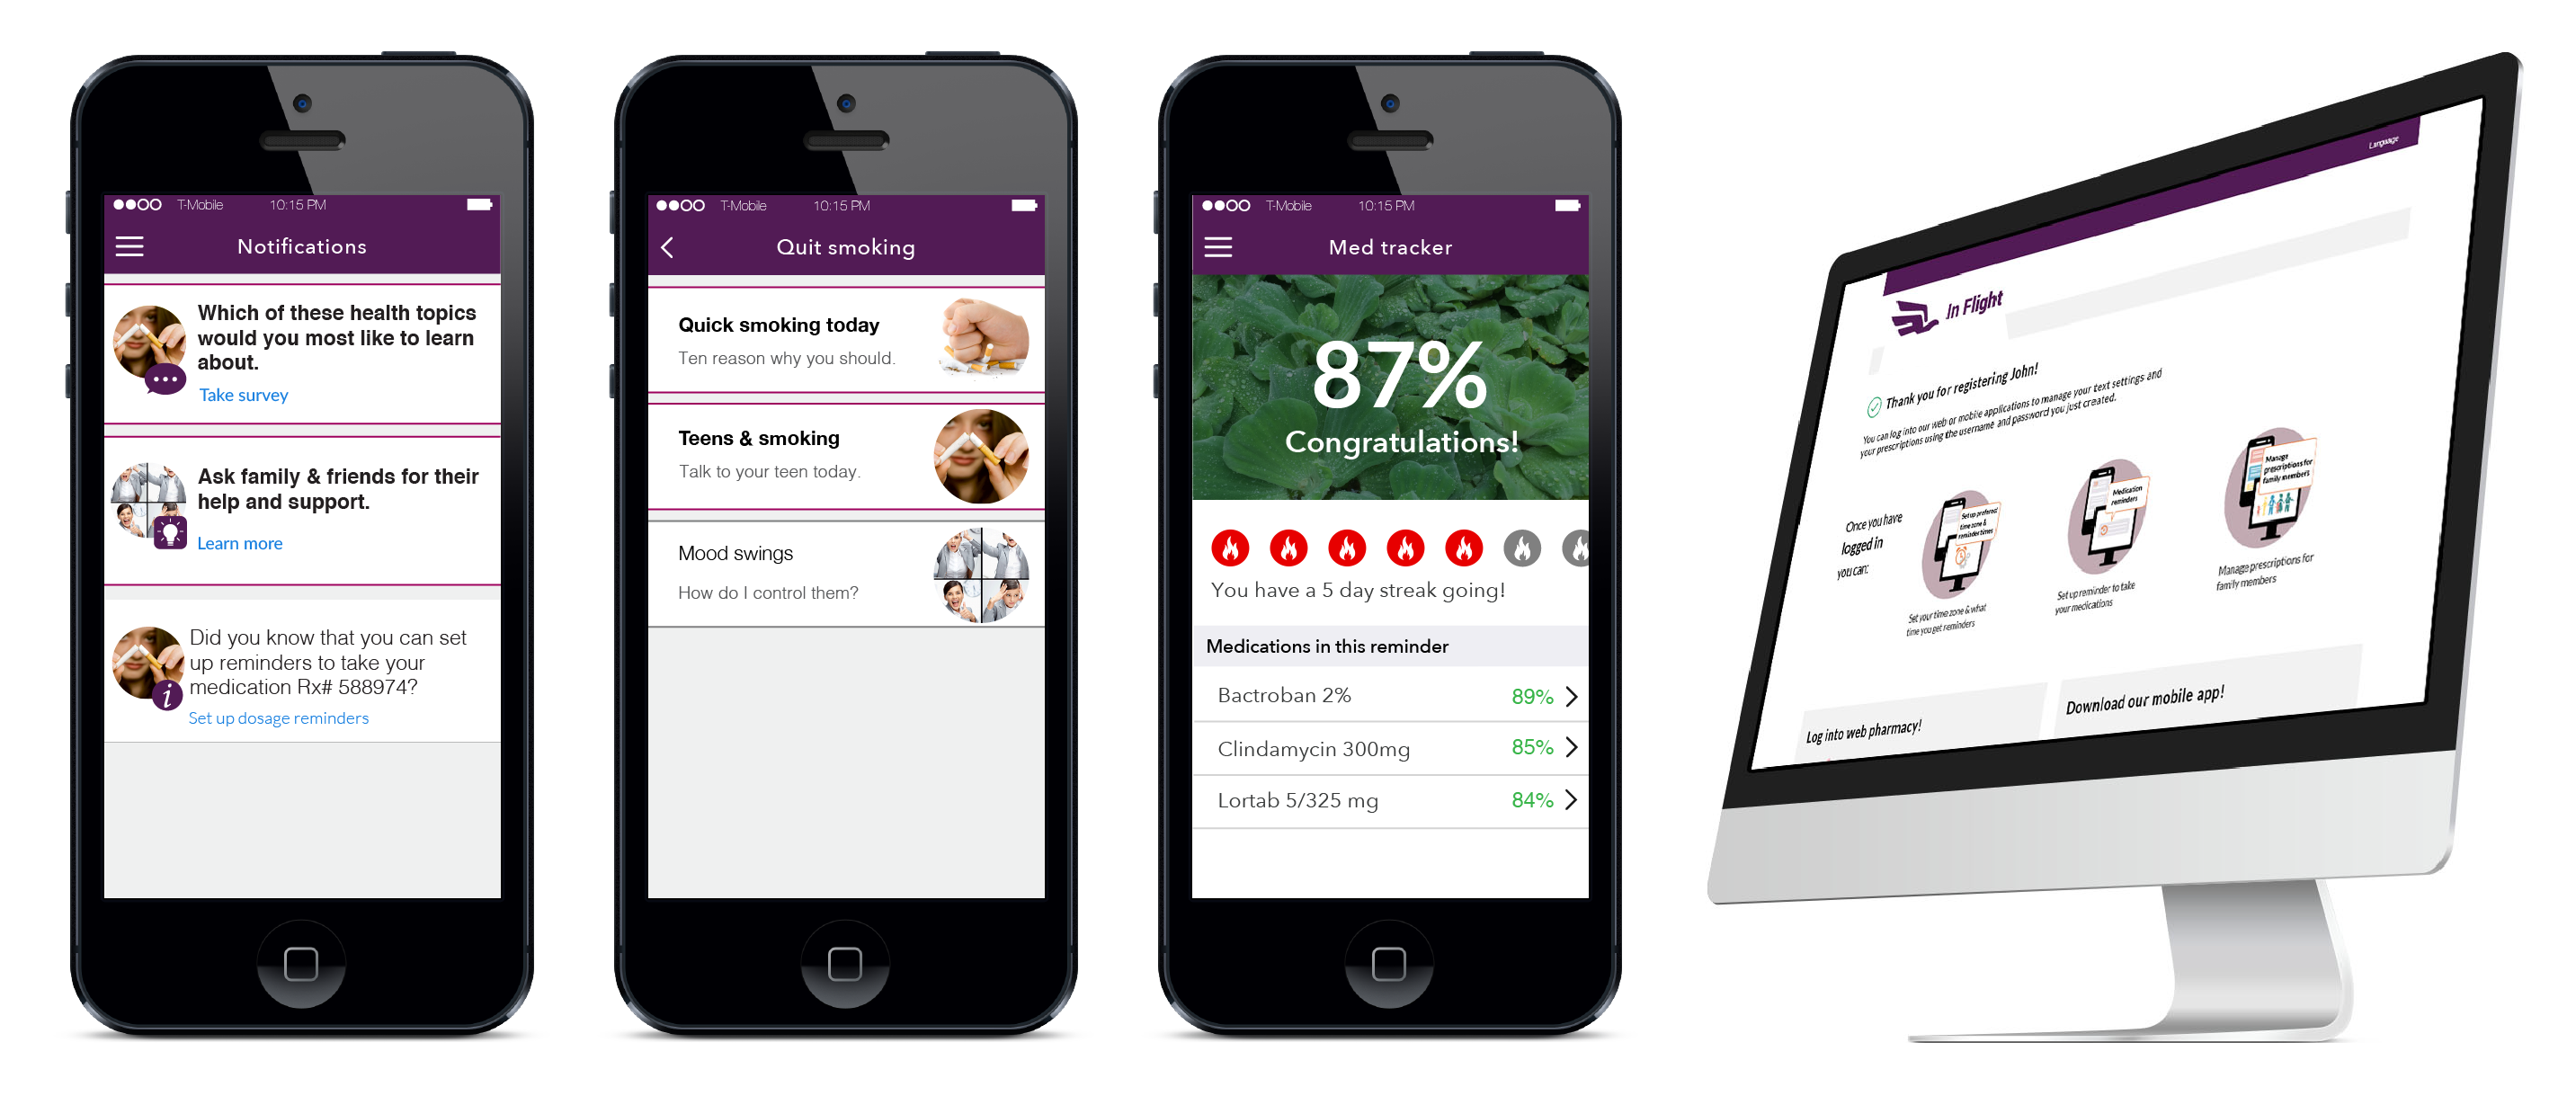 T-Mobile 10:15 PM
Notifications
Which of these health topics
would you most like to learn
about.
Take survey
Ask family & friends for their
help and support.
Learn more
Did you know that you can set
up reminders to take your
medication Rx# 588974?
Set up dosage reminders
T-Mobile 10:15 PM
Quit smoking
Quick smoking today
Ten reason why you should.
Teens & smoking
Talk to your teen today.
Mood swings
How do I control them?
T-Mobile 10:15 PM
Med tracker
87%
Congratulations!
You have a 5 day streak going!
Medications in this reminder
Bactroban 2% 89%
Clindamycin 300mg 85%
Lortab 5/325 mg 84%
Language
In Flight
Thank you for registering John!
You can log into our web or mobile applications to manage your text settings and
your prescriptions using the username and password you just created.
Once you have
logged in
you can:
Set up prefered
time zone &
reminder times
Set your time zone & what
time you get reminders
Medication
reminders
Set up reminder to take
your medications
Manage
prescriptions for
family members
Manage prescriptions for
family members
Log into web pharmacy!
Download our mobile app!